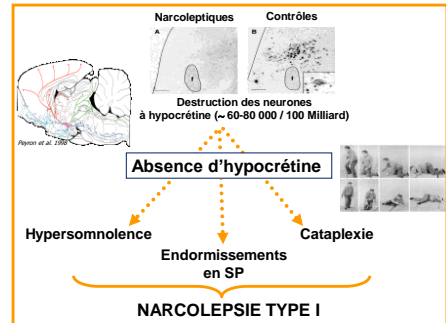 Narcoleptiques Contrôles
A B
f f
Destruction des neurones
à hypocrétine (~ 60-80 000 / 100 Milliard)
Peyron et al. 1998
Absence d'hypocrétine
Hypersomnolence Cataplexie
Endormissements
en SP
NARCOLEPSIE TYPE I